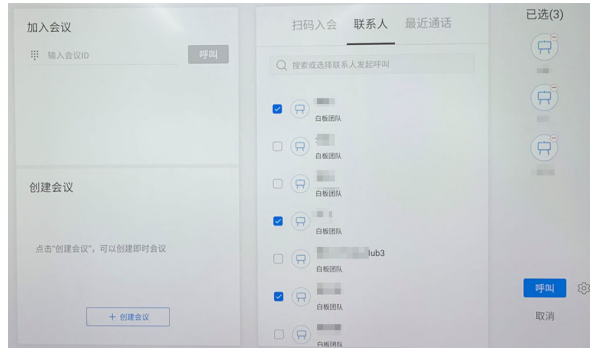 加入会议
输入会议ID
呼叫
创建会议
点击"创建会议"，可以创建即时会议
+ 创建会议
扫码入会 联系人 最近通话
搜索或选择联系人发起呼叫
白板团队
白板团队
白板团队
白板团队
lub3
白板团队
白板团队
白板团队
已选(3)
呼叫
取消